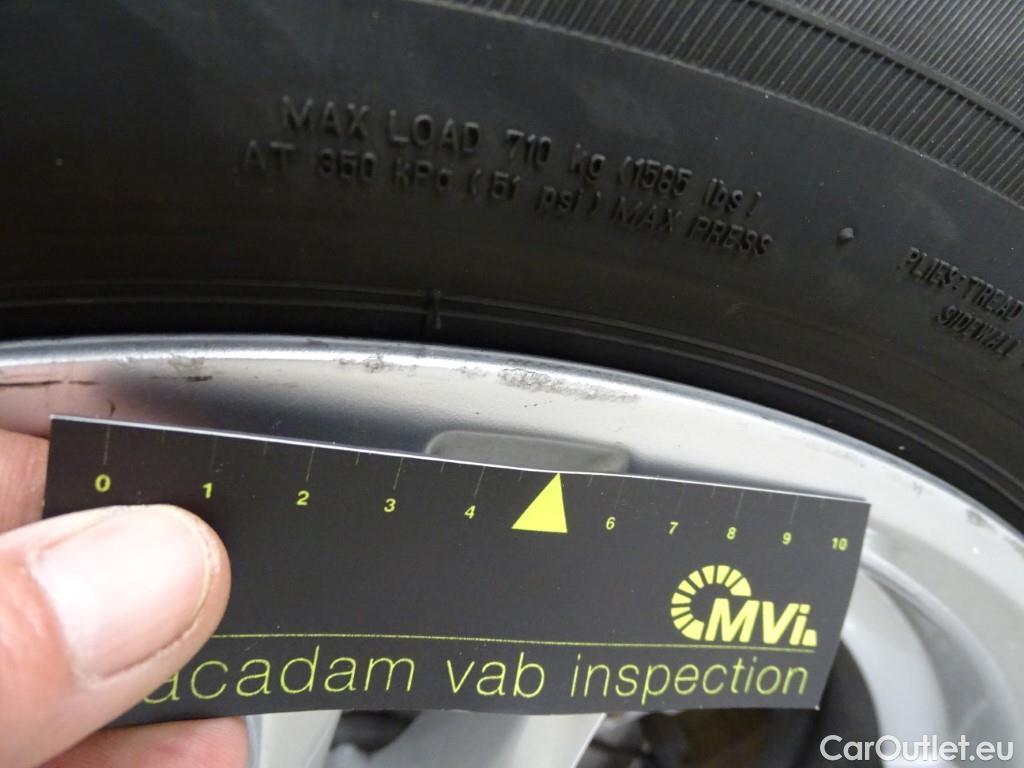 MAX LOAD 710 kg (1585 lbs)
AT 350 KPa (51 psi) MAX PRESS
PLIES: TREAD
SIDEWALL
0 1 2 3 4 6 7 8 9 10
MVi
acadam vab inspection
CarOutlet.eu